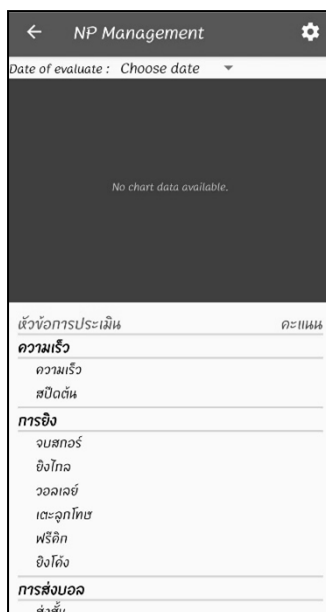 NP Management
Date of evaluate : Choose date
No chart data available.
หัวข้อการประเมิน คะแนน
ความเร็ว
ความเร็ว
สปีดต้น
การยิง
จบสกอร์
ยิงไกล
วอลเลย์
เตะลูกโทษ
ฟรีคิก
ยิงโค้ง
การส่งบอล
ส่งสั้น